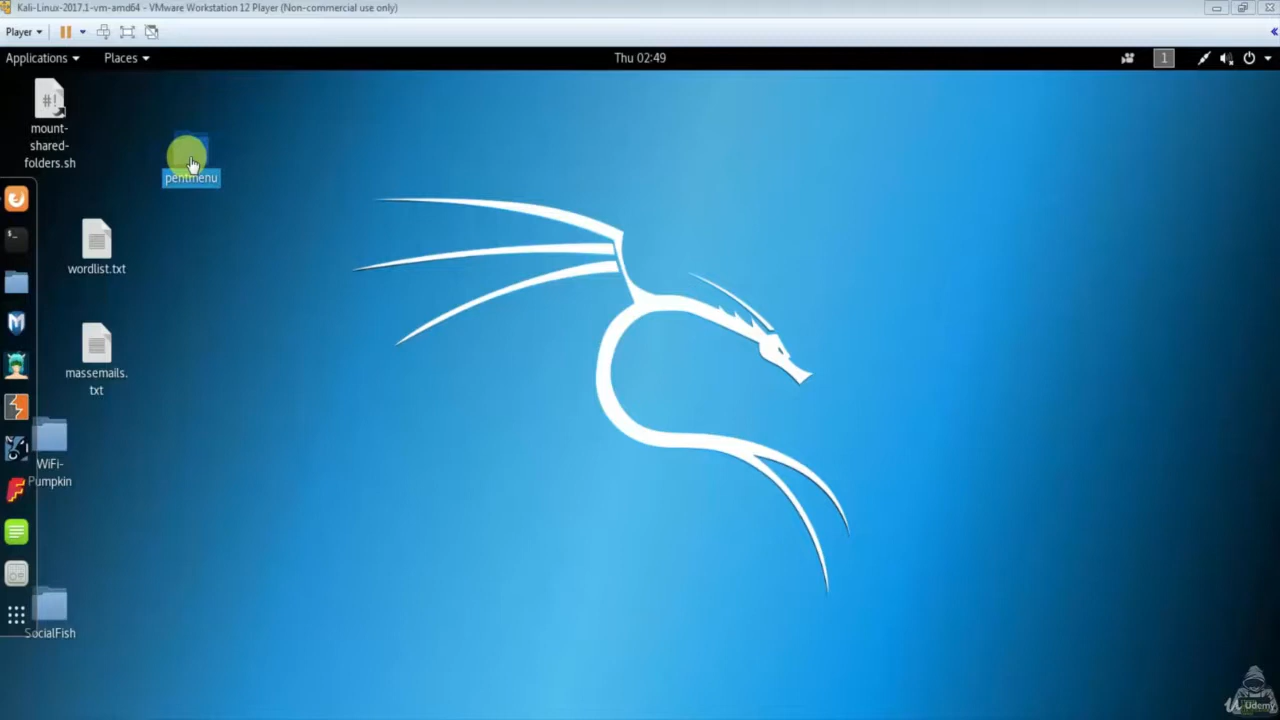 Kali-Linux-2017.1-vm-amd64 - VMware Workstation 12 Player (Non-commercial use only)
Player
Applications Places Thu 02:49 1
#!
mount-
shared-
folders.sh
pentmenu
wordlist.txt
massemails.
txt
WiFi-
Pumpkin
SocialFish
Udemy